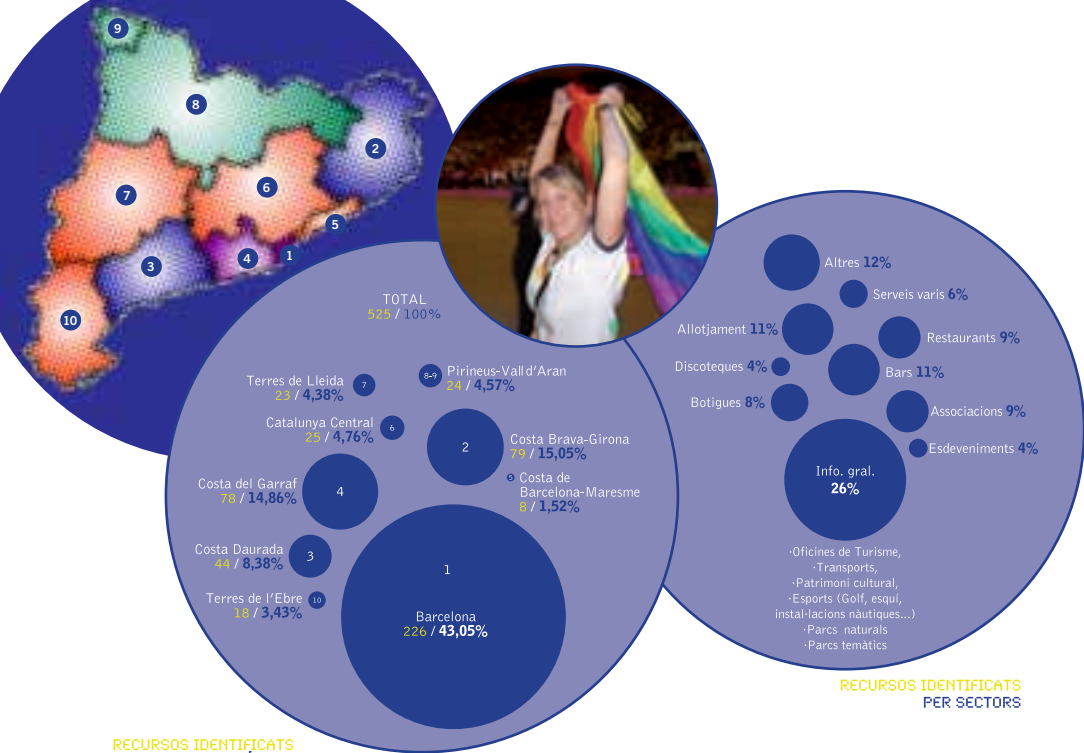 9
8
2
7
6
5
3
4
1
10
TOTAL
525 / 100%
8-9
Pirineus-Vall d'Aran
24 / 4,57%
Terres de Lleida
23 / 4,38%
7
Catalunya Central
25 / 4,76%
6
2
Costa Brava-Girona
79 / 15,05%
5
Costa de
Barcelona-Maresme
8 / 1,52%
Costa del Garraf
78 / 14,86%
4
Costa Daurada
44 / 8,38%
3
Terres de l'Ebre
18 / 3,43%
10
1
Barcelona
226 / 43,05%
Altres 12%
Serveis varis 6%
Allotjament 11%
Restaurants 9%
Discoteques 4%
Bars 11%
Botigues 8%
Associacions 9%
Esdeveniments 4%
Info. gral.
26%
·Oficines de Turisme,
·Transports,
·Patrimoni cultural,
·Esports (Golf, esquí,
instal·lacions nàutiques...)
·Parcs naturals
·Parcs temàtics
RECURSOS IDENTIFICATS
PER SECTORS
RECURSOS IDENTIFICATS